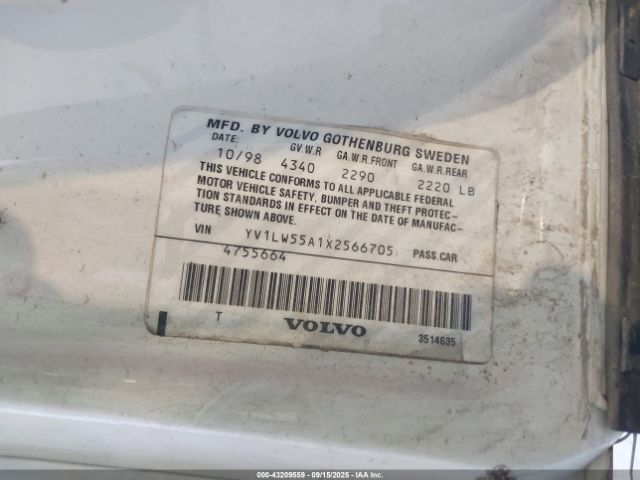 MFD. BY VOLVO GOTHENBURG SWEDEN
DATE: GV.W.R GA.W.R.FRONT GA.W.R.REAR
10/98 4340 2290 2220 LB
THIS VEHICLE CONFORMS TO ALL APPLICABLE FEDERAL
MOTOR VEHICLE SAFETY, BUMPER AND THEFT PROTEC-
TION STANDARDS IN EFFECT ON THE DATE OF MANUFAC-
TURE SHOWN ABOVE.
VIN YV1LW55A1X2566705 PASS.CAR
4755664
T VOLVO 3514635
000-43209559 - 09/15/2025 - © IAA Holdings, LLC